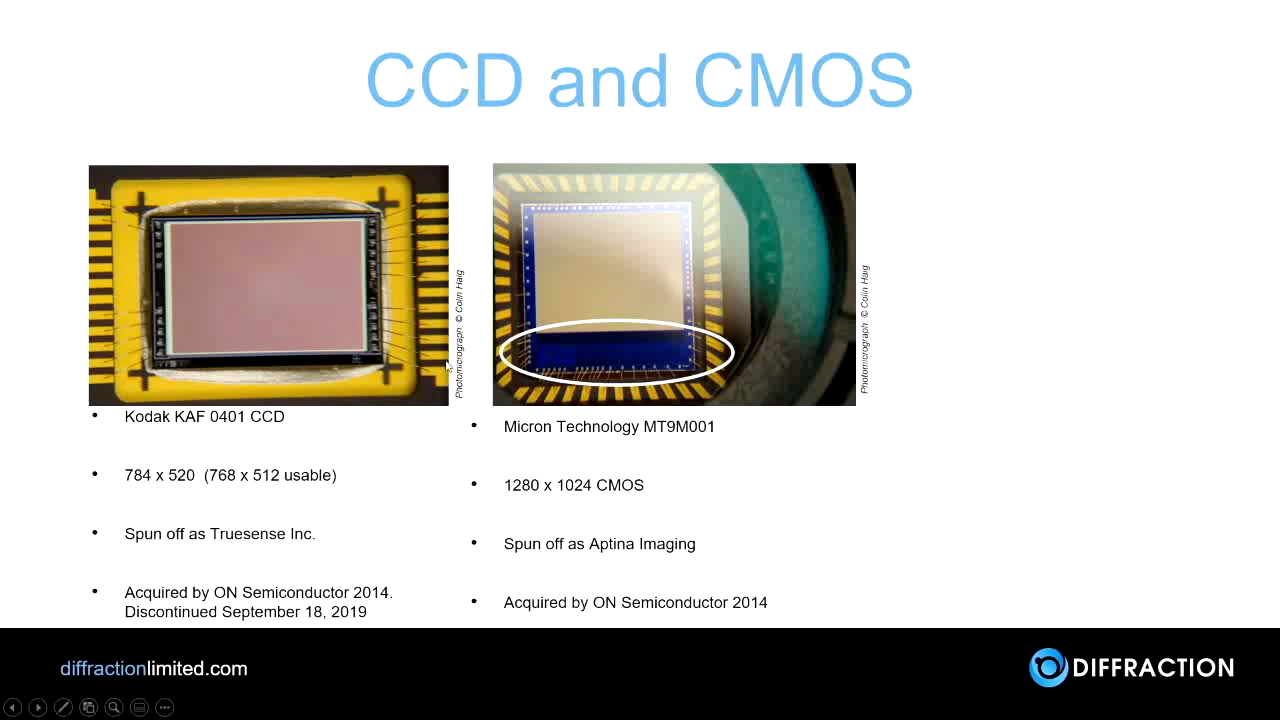 CCD and CMOS
Photomicrograph © Colin Haig
Photomicrograph © Colin Haig
• Kodak KAF 0401 CCD
• 784 x 520 (768 x 512 usable)
• Spun off as Truesense Inc.
• Acquired by ON Semiconductor 2014.
Discontinued September 18, 2019
• Micron Technology MT9M001
• 1280 x 1024 CMOS
• Spun off as Aptina Imaging
• Acquired by ON Semiconductor 2014
diffractionlimited.com
DIFFRACTION